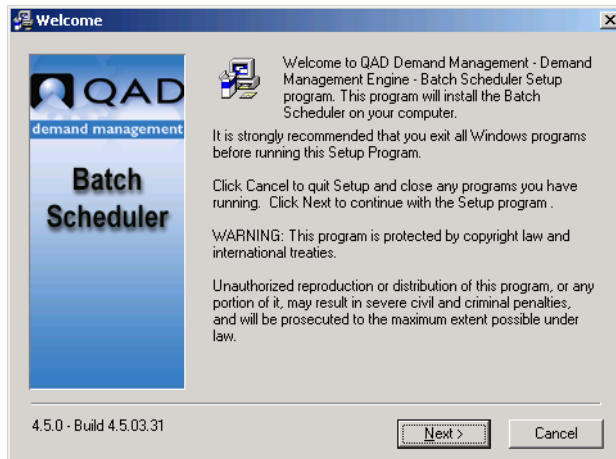 Welcome
QAD
demand management
Batch
Scheduler
Welcome to QAD Demand Management - Demand
Management Engine - Batch Scheduler Setup
program. This program will install the Batch
Scheduler on your computer.
It is strongly recommended that you exit all Windows programs
before running this Setup Program.
Click Cancel to quit Setup and close any programs you have
running. Click Next to continue with the Setup program .
WARNING: This program is protected by copyright law and
international treaties.
Unauthorized reproduction or distribution of this program, or any
portion of it, may result in severe civil and criminal penalties,
and will be prosecuted to the maximum extent possible under
law.
4.5.0 - Build 4.5.03.31
Next >
Cancel